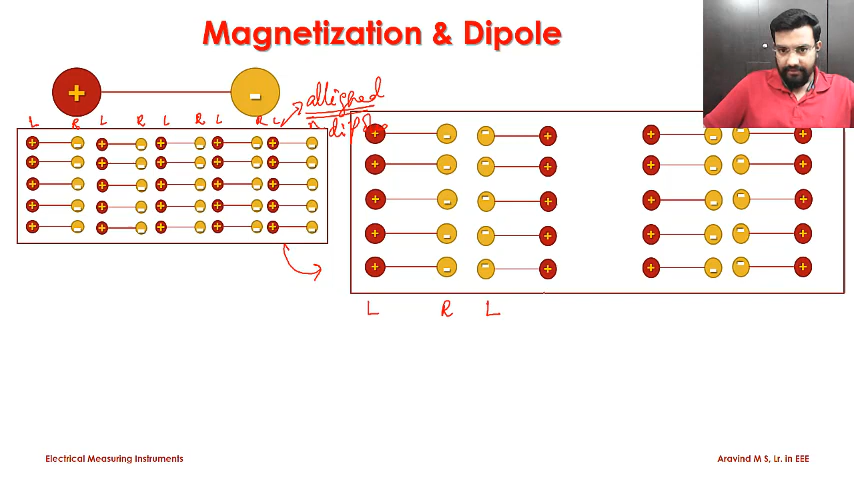 Magnetization & Dipole
+ -
alligned
L R L R L R L R L
L R L
Electrical Measuring Instruments
Aravind M S, Lr. in EEE